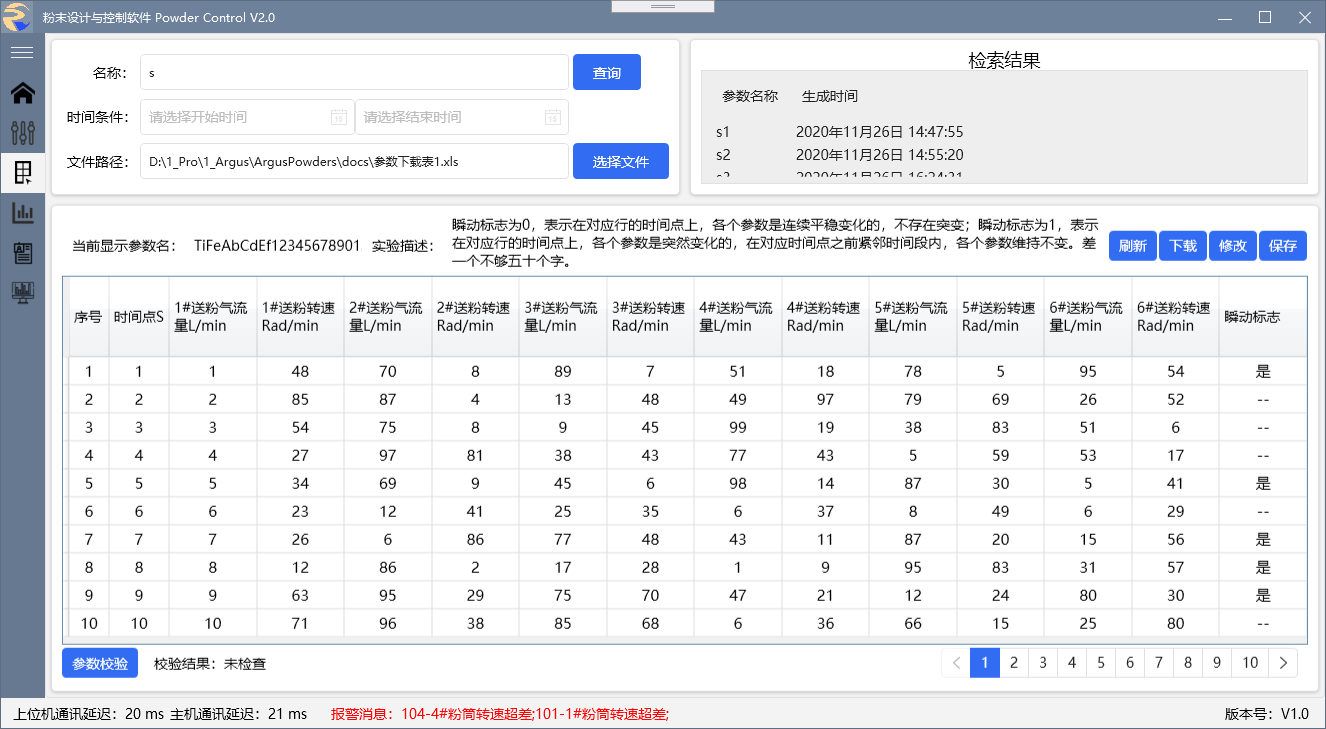 粉末设计与控制软件 Powder Control V2.0
名称： s 查询
时间条件： 请选择开始时间 15 请选择结束时间 15
文件路径： D:\1_Pro\1_Argus\ArgusPowders\docs\参数下载表1.xls 选择文件
检索结果
参数名称 生成时间
s1 2020年11月26日 14:47:55
s2 2020年11月26日 14:55:20
s3 2020年11月26日 16:24:31
当前显示参数名： TiFeAbCdEf12345678901 实验描述：
瞬动标志为0，表示在对应行的时间点上，各个参数是连续平稳变化的，不存在突变；瞬动标志为1，表示
在对应行的时间点上，各个参数是突然变化的，在对应时间点之前紧邻时间段内，各个参数维持不变。差
一个不够五十个字。
刷新 下载 修改 保存
序号 时间点S 1#送粉气流量L/min 1#送粉转速Rad/min 2#送粉气流量L/min 2#送粉转速Rad/min 3#送粉气流量L/min 3#送粉转速Rad/min 4#送粉气流量L/min 4#送粉转速Rad/min 5#送粉气流量L/min 5#送粉转速Rad/min 6#送粉气流量L/min 6#送粉转速Rad/min 瞬动标志
1 1 1 48 70 8 89 7 51 18 78 5 95 54 是
2 2 2 85 87 4 13 48 49 97 79 69 26 52 --
3 3 3 54 75 8 9 45 99 19 38 83 51 6 --
4 4 4 27 97 81 38 43 77 43 5 59 53 17 --
5 5 5 34 69 9 45 6 98 14 87 30 5 41 是
6 6 6 23 12 41 25 35 6 37 8 49 6 29 --
7 7 7 26 6 86 77 48 43 11 87 20 15 56 是
8 8 8 12 86 2 17 28 1 9 95 83 31 57 是
9 9 9 63 95 29 75 70 47 21 12 24 80 30 是
10 10 10 71 96 38 85 68 6 36 66 15 25 80 --
参数校验 校验结果：未检查
< 1 2 3 4 5 6 7 8 9 10 >
上位机通讯延迟：20 ms 主机通讯延迟：21 ms 报警消息：104-4#粉筒转速超差;101-1#粉筒转速超差; 版本号：V1.0